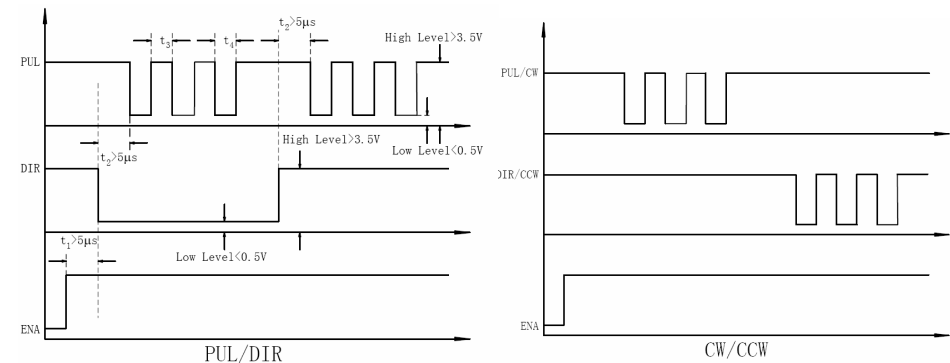 t2>5μs
High Level>3.5V
t3
t4
PUL
PUL/CW
High Level>3.5V
Low Level<0.5V
t2>5μs
DIR
DIR/CCW
t1>5μs
Low Level<0.5V
ENA
ENA
PUL/DIR
CW/CCW